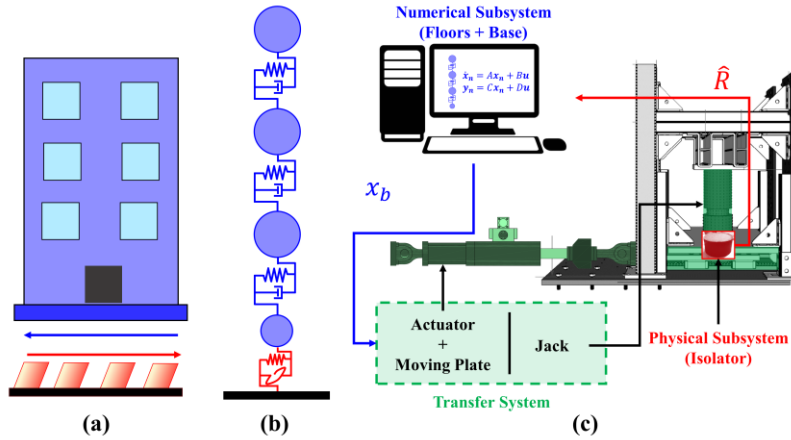 Numerical Subsystem
(Floors + Base)
ẋₙ = Axₙ + Bu
yₙ = Cxₙ + Du
R̂
x_b
Actuator
+
Moving Plate
Jack
Physical Subsystem
(Isolator)
Transfer System
(a)
(b)
(c)